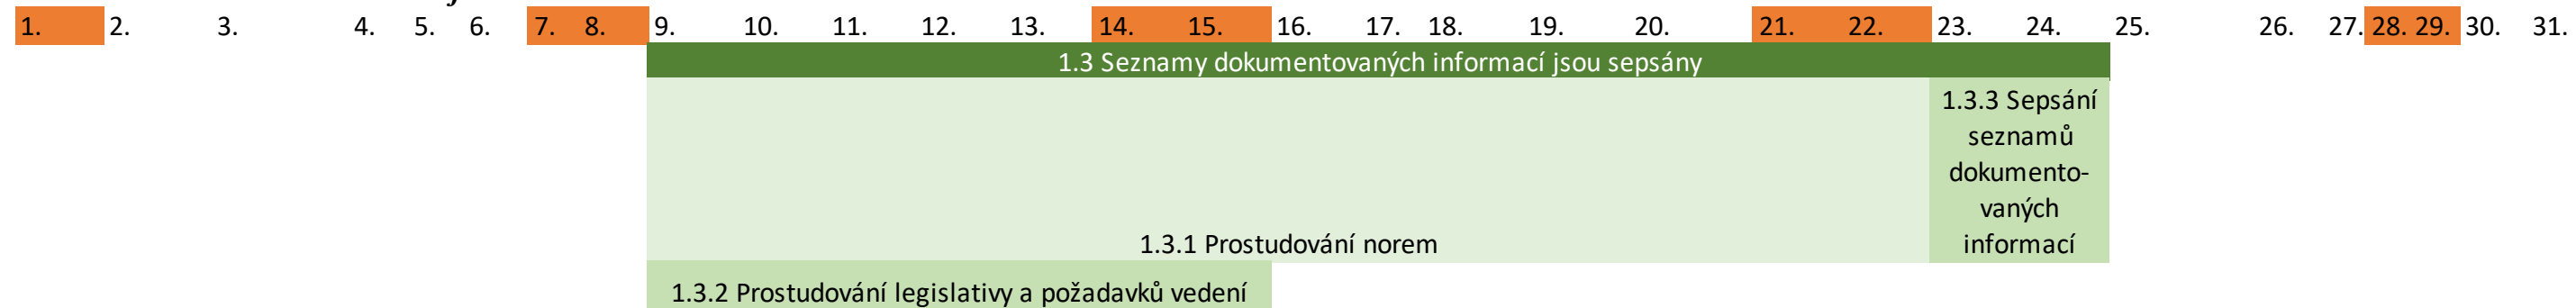 1. 2. 3. 4. 5. 6. 7. 8. 9. 10. 11. 12. 13. 14. 15. 16. 17. 18. 19. 20. 21. 22. 23. 24. 25. 26. 27. 28. 29. 30. 31.
1.3 Seznamy dokumentovaných informací jsou sepsány
1.3.3 Sepsání
seznamů
dokumento-
vaných
informací
1.3.1 Prostudování norem
1.3.2 Prostudování legislativy a požadavků vedení